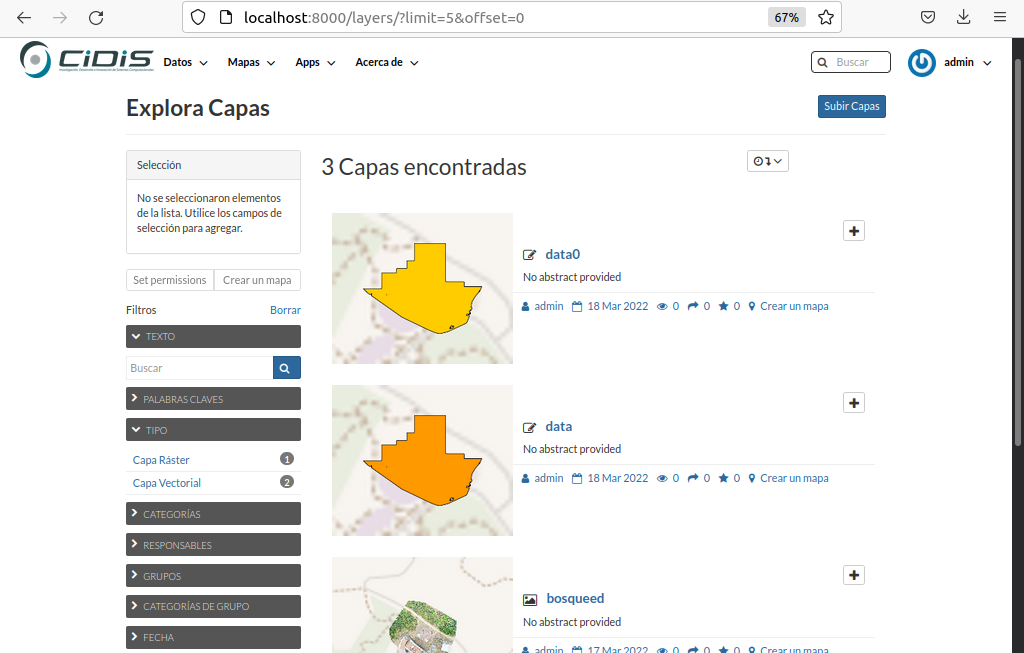 localhost:8000/layers/?limit=5&offset=0
67%
CiDiS
Datos
Mapas
Apps
Acerca de
Buscar
admin
Explora Capas
Subir Capas
Selección
No se seleccionaron elementos
de la lista. Utilice los campos de
selección para agregar.
Set permissions
Crear un mapa
Filtros
Borrar
TEXTO
Buscar
PALABRAS CLAVES
TIPO
Capa Ráster 1
Capa Vectorial 2
CATEGORÍAS
RESPONSABLES
GRUPOS
CATEGORÍAS DE GRUPO
FECHA
3 Capas encontradas
data0
No abstract provided
admin 18 Mar 2022 0 0 0 Crear un mapa
data
No abstract provided
admin 18 Mar 2022 0 0 0 Crear un mapa
bosqueed
No abstract provided
admin 17 Mar 2022 0 0 0 Crear un mapa